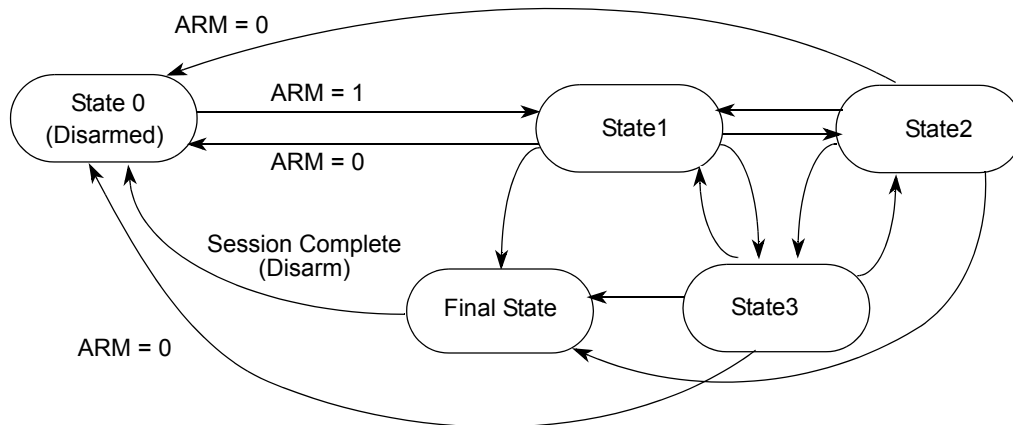 ARM = 0
State 0
(Disarmed)
ARM = 1
ARM = 0
State1
State2
Session Complete
(Disarm)
Final State
State3
ARM = 0